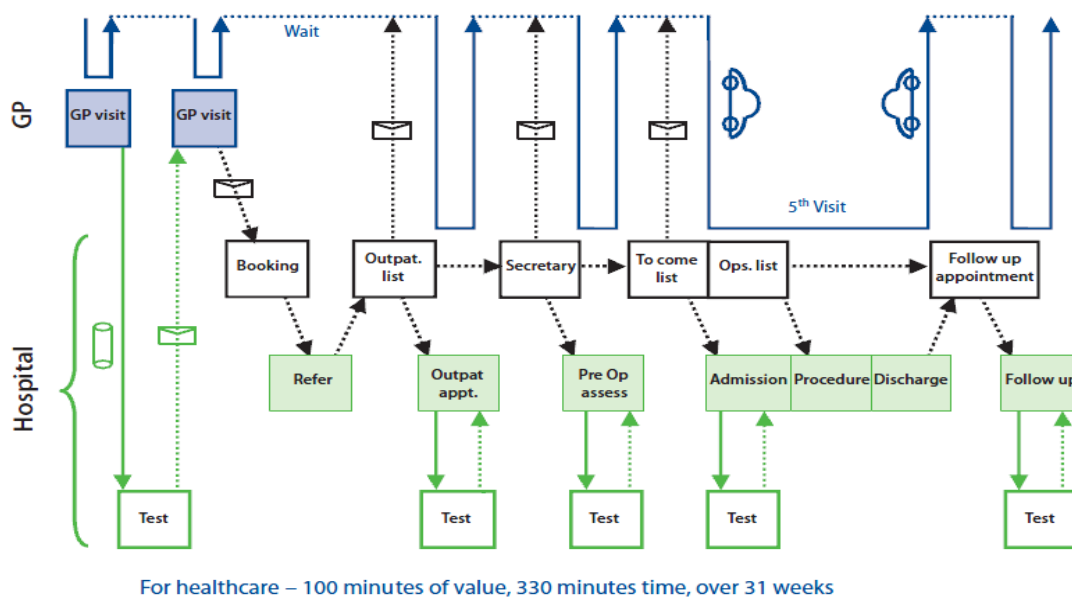 Wait
GP
GP visit
GP visit
5th Visit
Hospital
Booking
Outpat.
list
Secretary
To come
list
Ops. list
Follow up
appointment
Refer
Outpat
appt.
Pre Op
assess
Admission
Procedure
Discharge
Follow up
Test
Test
Test
Test
Test
For healthcare – 100 minutes of value, 330 minutes time, over 31 weeks